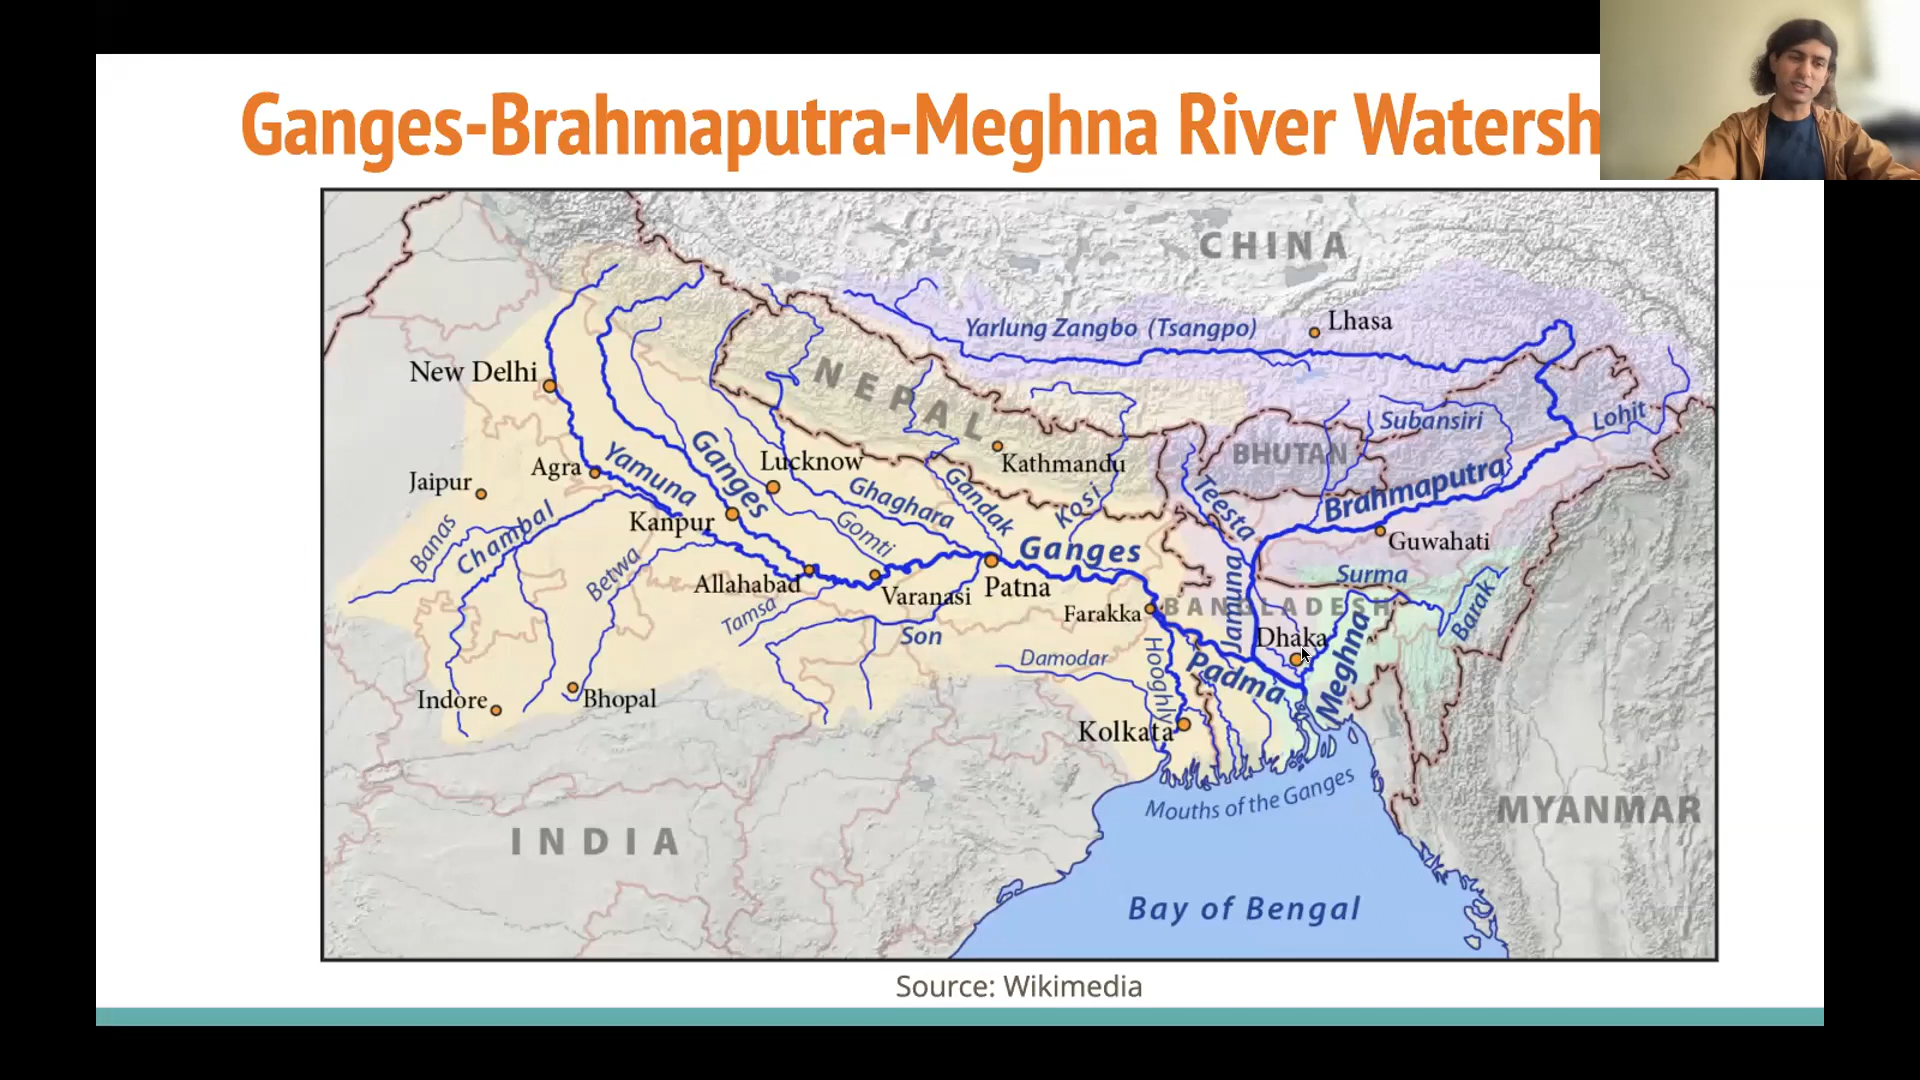 Ganges-Brahmaputra-Meghna River Watersh
CHINA
Yarlung Zangbo (Tsangpo)
Lhasa
New Delhi
NEPAL
Subansiri
Lohit
BHUTAN
Agra
Yamuna
Ganges
Lucknow
Kathmandu
Jaipur
Ghaghara
Gandak
Kosi
Teesta
Brahmaputra
Banas
Chambal
Kanpur
Gomti
Ganges
Guwahati
Betwa
Allahabad
Varanasi
Patna
Surma
Barak
Tamsa
Farakka
BANGLADESH
Jamuna
Son
Dhaka
Damodar
Hooghly
Padma
Meghna
Indore
Bhopal
Kolkata
Mouths of the Ganges
MYANMAR
INDIA
Bay of Bengal
Source: Wikimedia